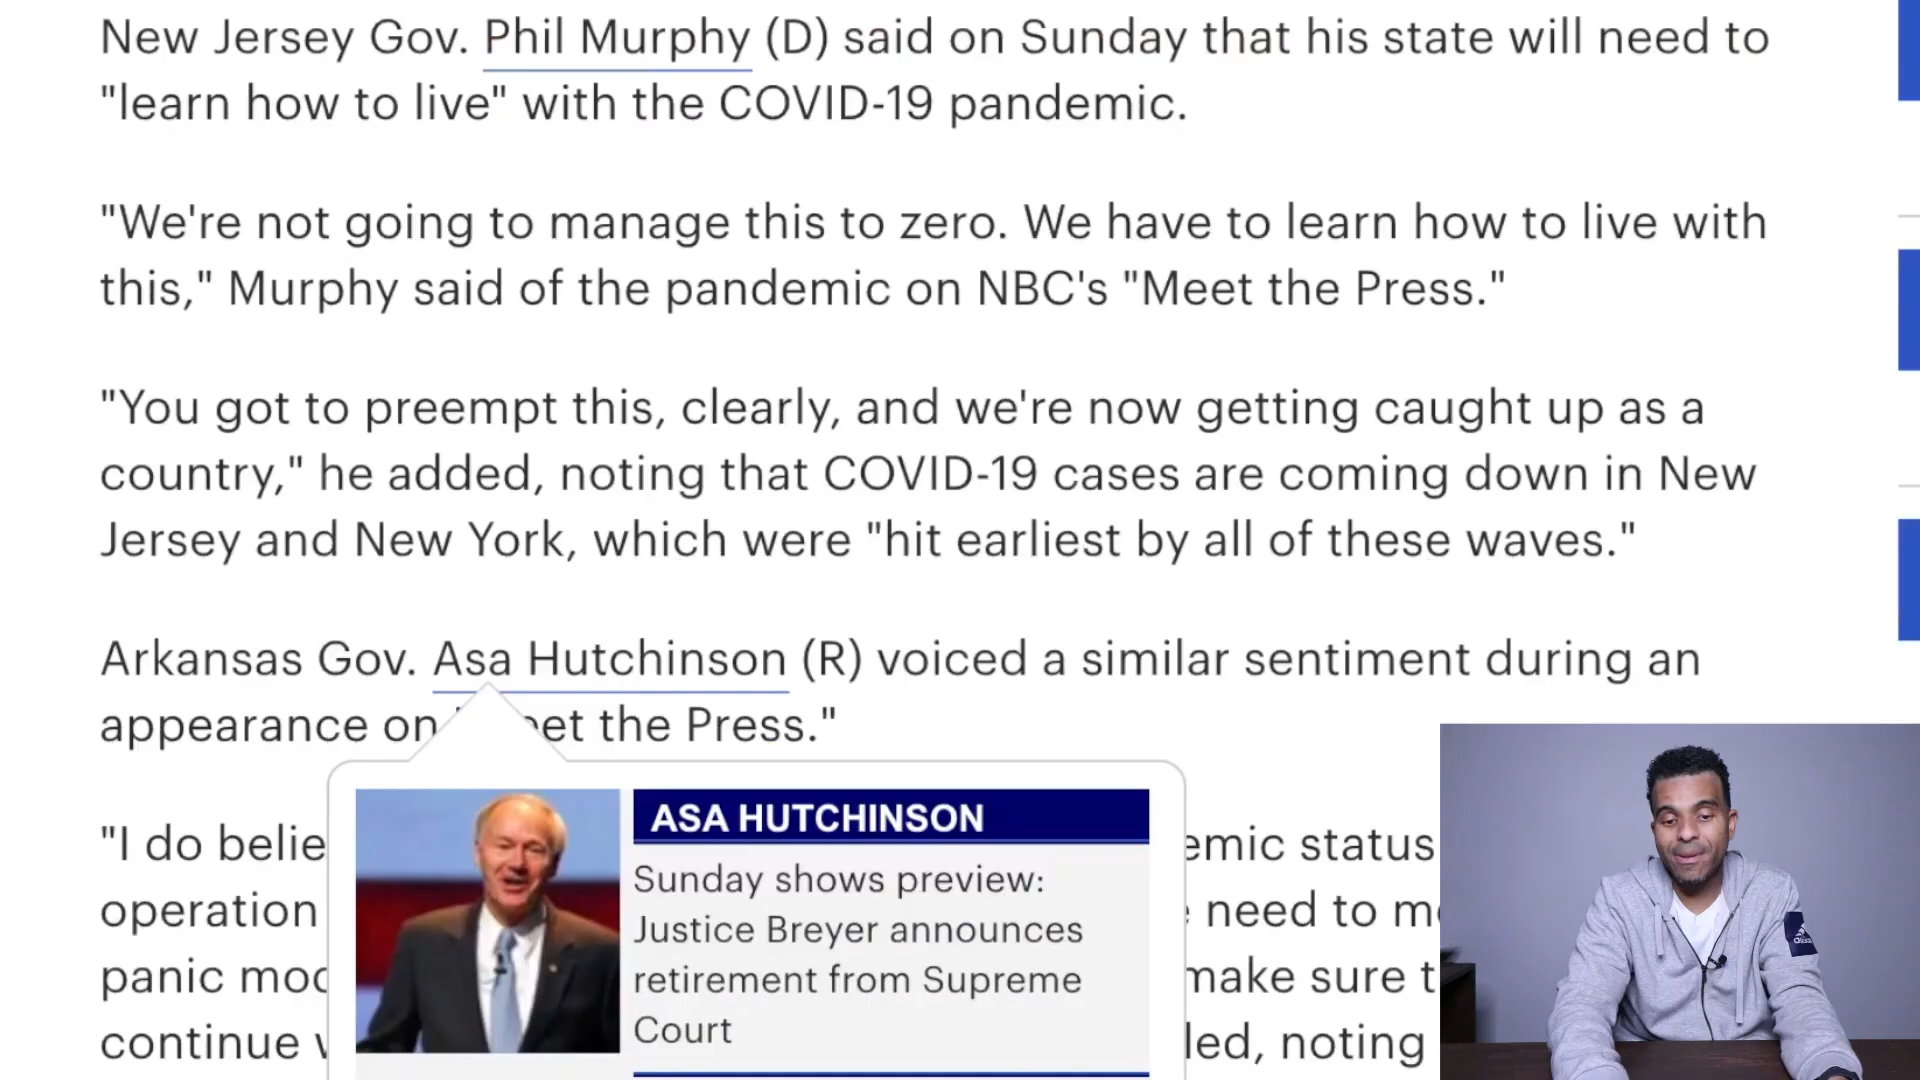 New Jersey Gov. Phil Murphy (D) said on Sunday that his state will need to
"learn how to live" with the COVID-19 pandemic.
"We're not going to manage this to zero. We have to learn how to live with
this," Murphy said of the pandemic on NBC's "Meet the Press."
"You got to preempt this, clearly, and we're now getting caught up as a
country," he added, noting that COVID-19 cases are coming down in New
Jersey and New York, which were "hit earliest by all of these waves."
Arkansas Gov. Asa Hutchinson (R) voiced a similar sentiment during an
appearance on the Press."
"I do status
operation need to
panic make sure
continue noting
ASA HUTCHINSON
Sunday shows preview:
Justice Breyer announces
retirement from Supreme
Court